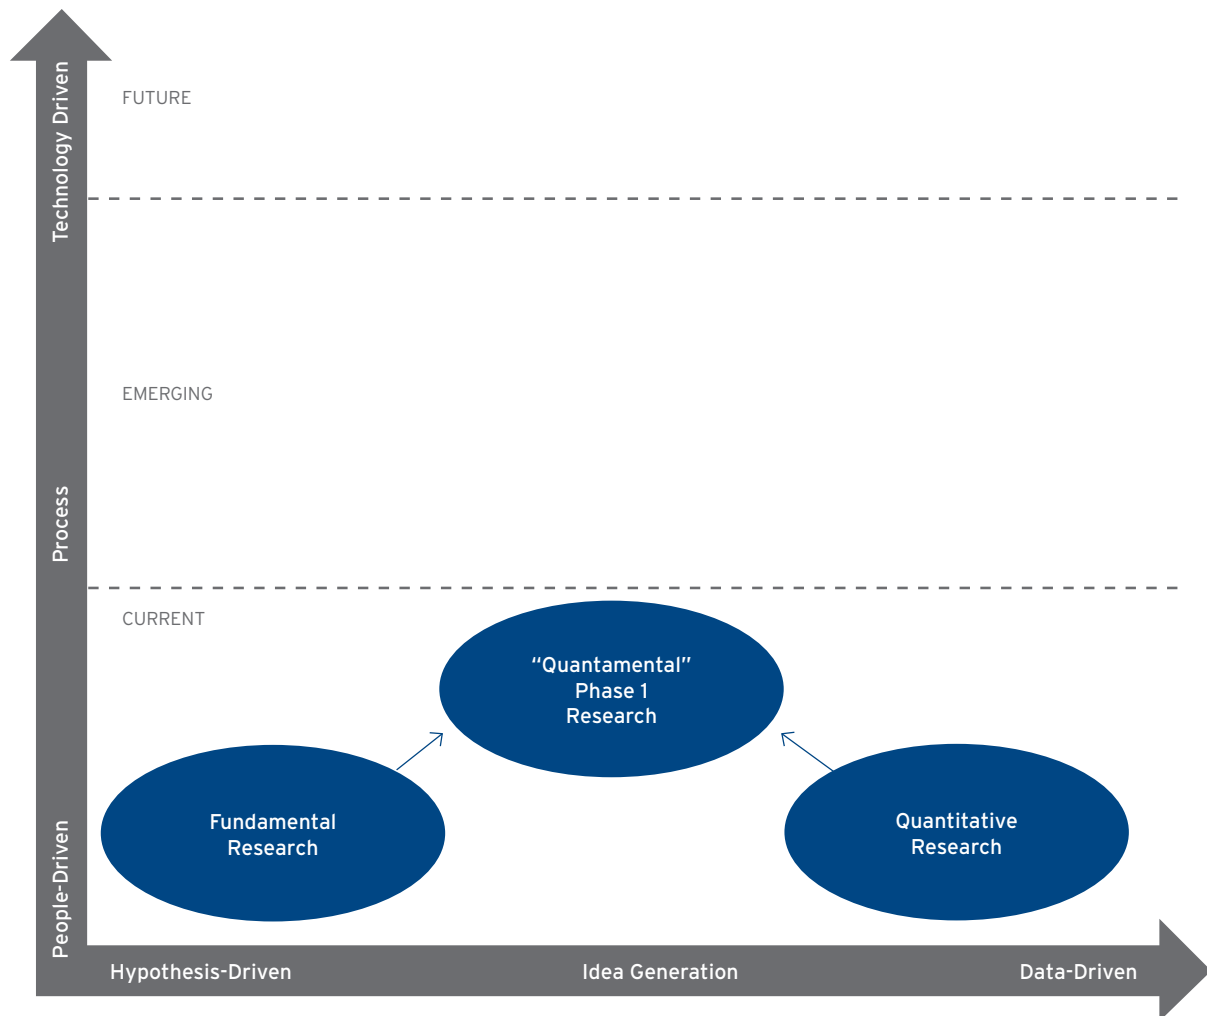 Technology Driven
FUTURE
EMERGING
Process
CURRENT
“Quantamental”
Phase 1
Research
Fundamental
Research
Quantitative
Research
People-Driven
Hypothesis-Driven
Idea Generation
Data-Driven